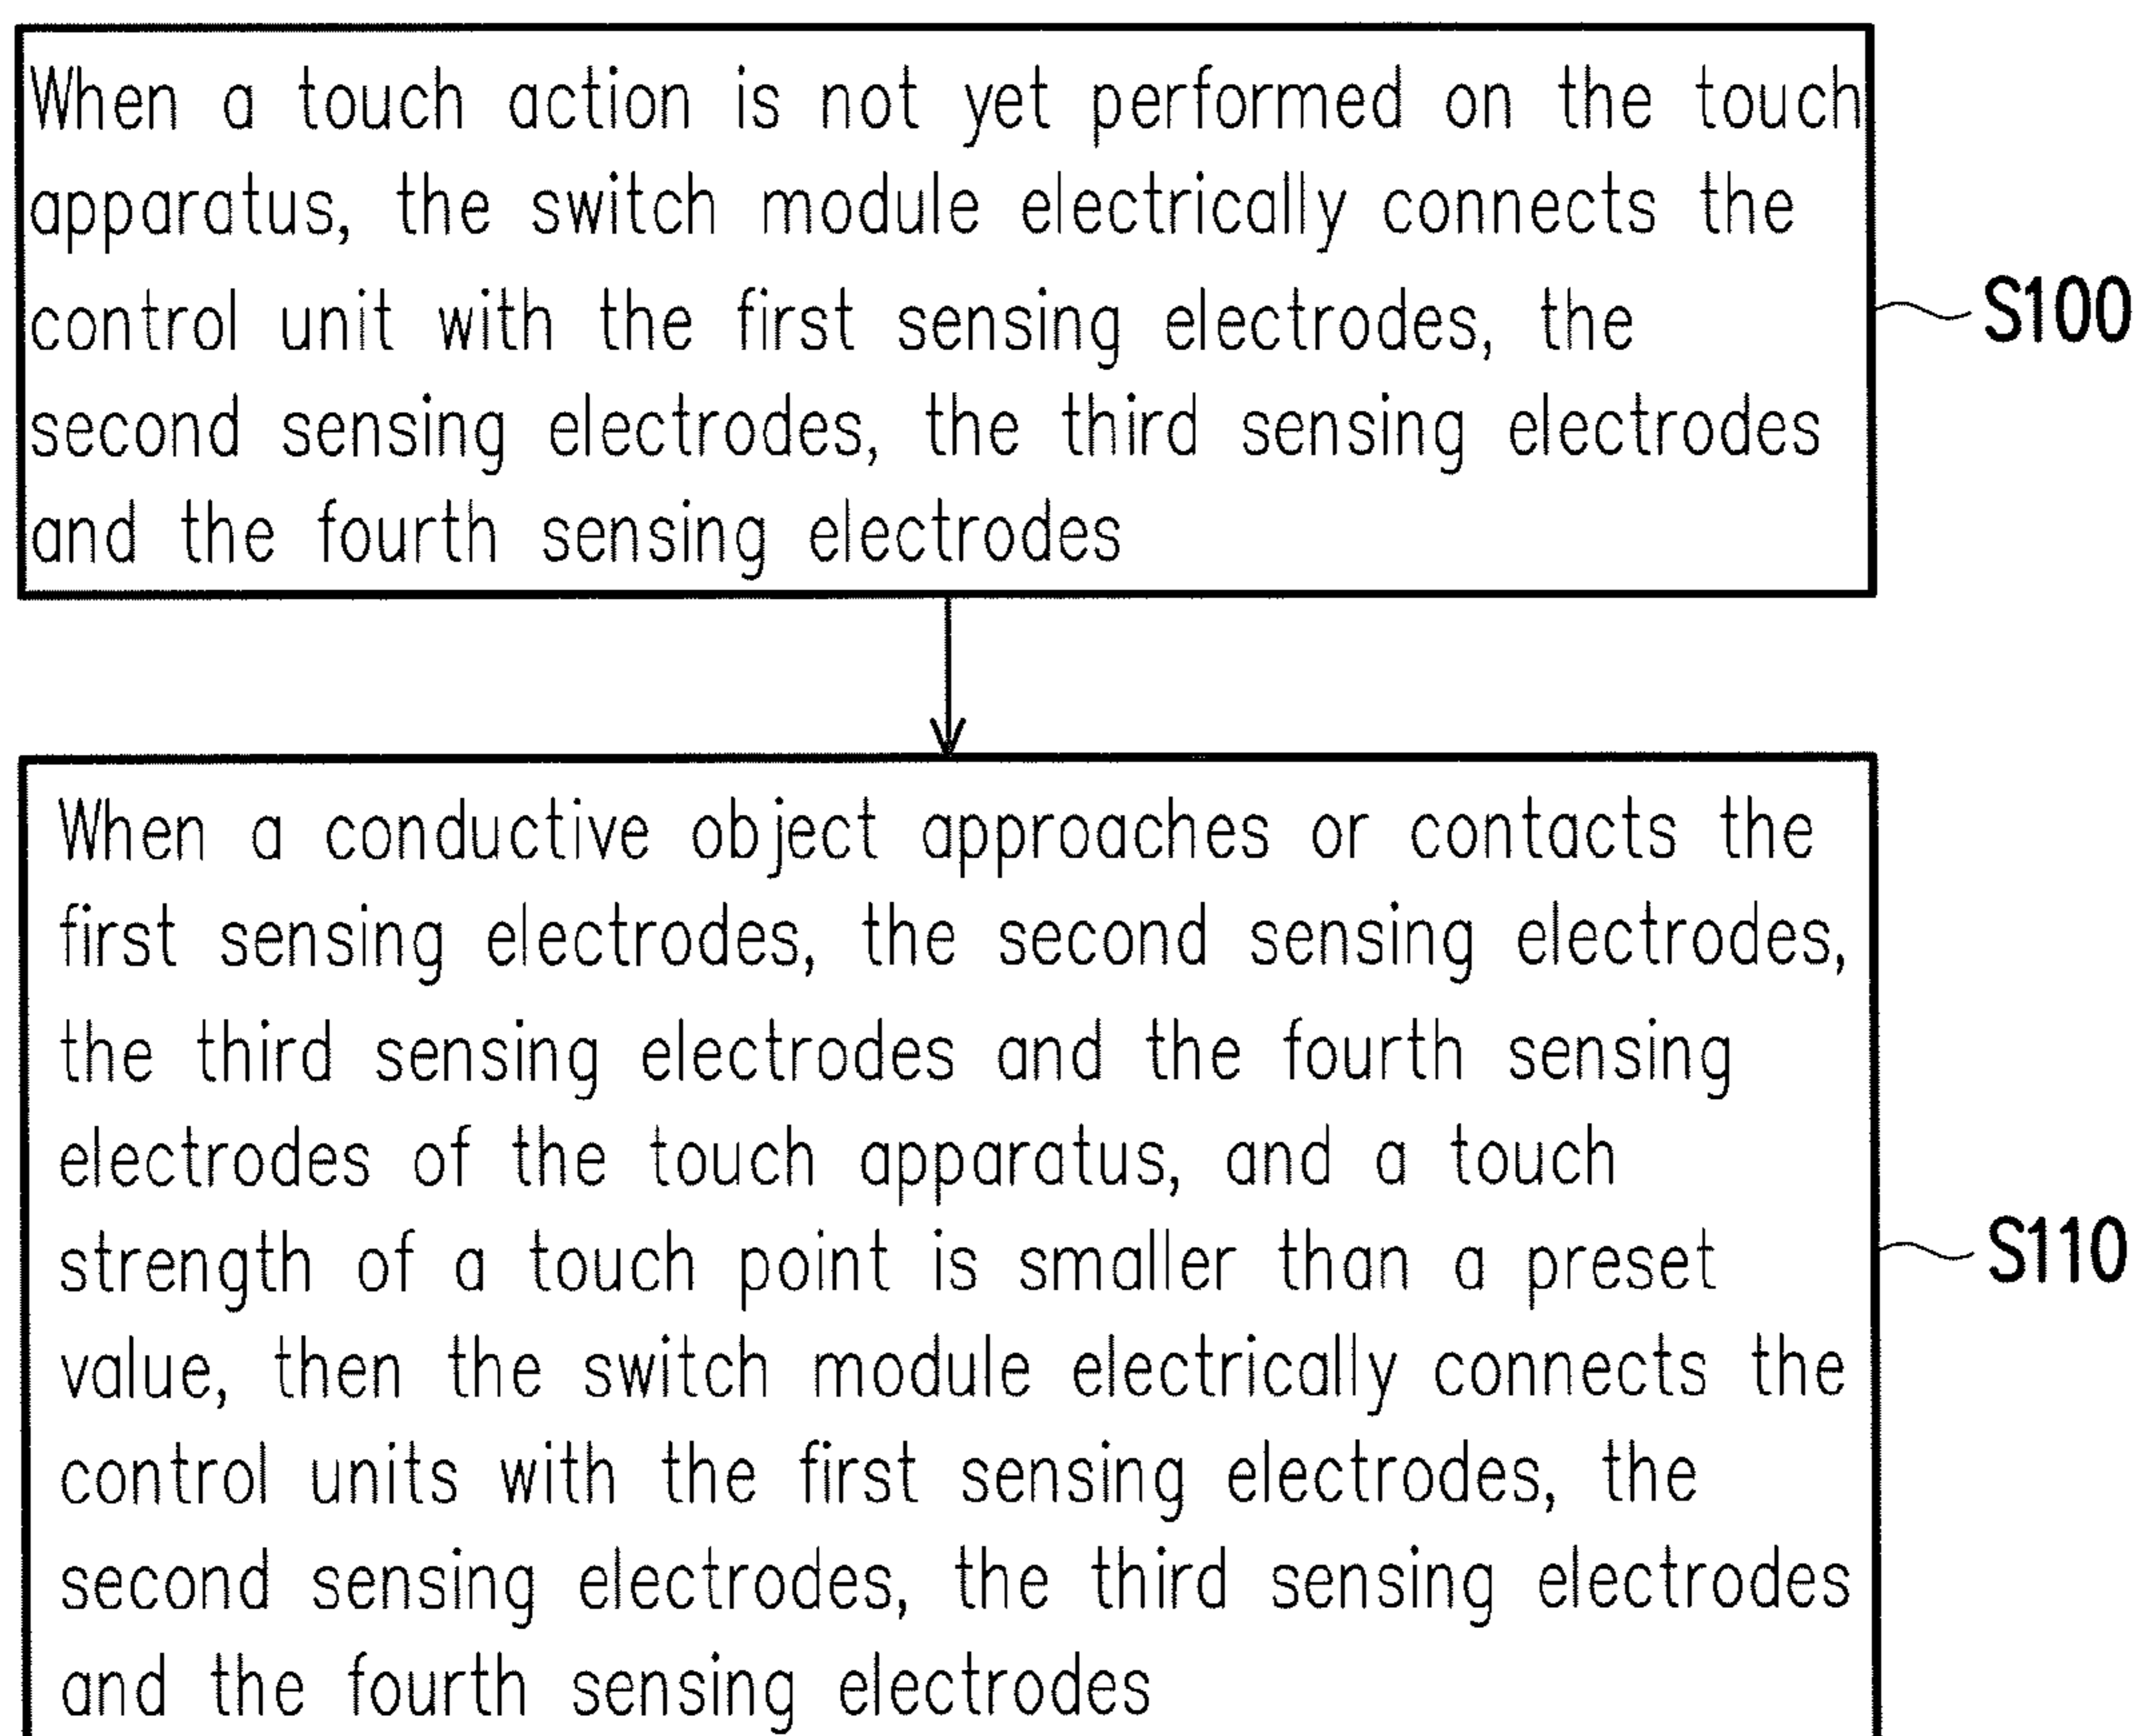 When a touch action is not yet performed on the touch
apparatus, the switch module electrically connects the
control unit with the first sensing electrodes, the
second sensing electrodes, the third sensing electrodes
and the fourth sensing electrodes
S100
When a conductive object approaches or contacts the
first sensing electrodes, the second sensing electrodes,
the third sensing electrodes and the fourth sensing
electrodes of the touch apparatus, and a touch
strength of a touch point is smaller than a preset
value, then the switch module electrically connects the
control units with the first sensing electrodes, the
second sensing electrodes, the third sensing electrodes
and the fourth sensing electrodes
S110